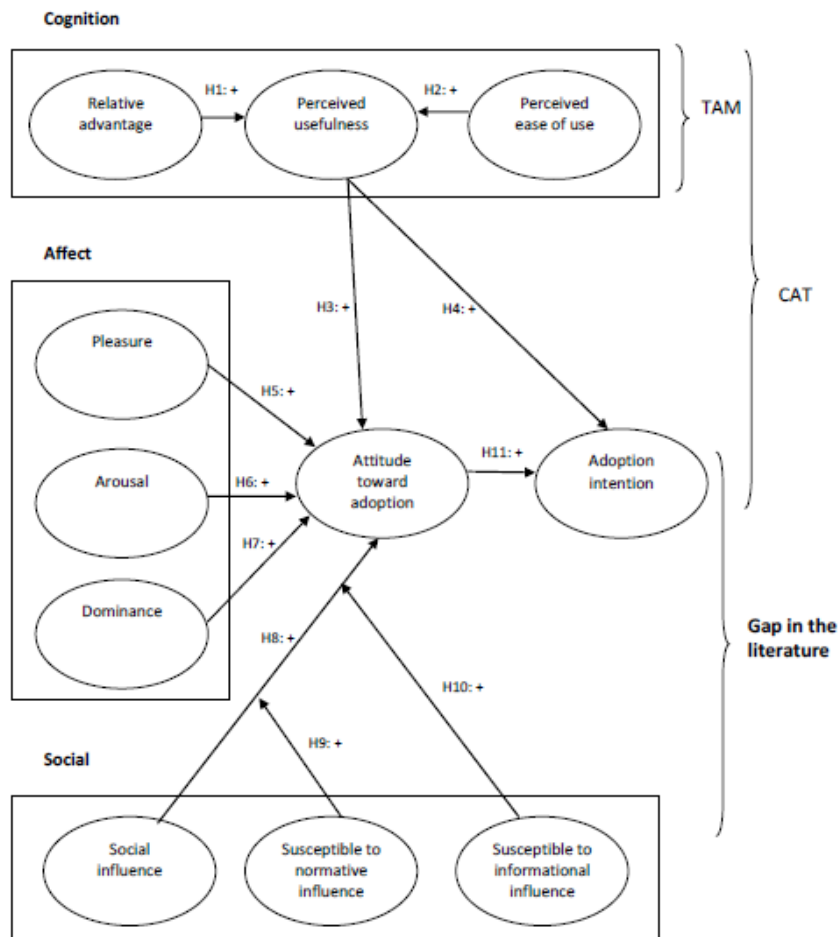 Cognition
Relative
advantage
H1: +
Perceived
usefulness
H2: +
Perceived
ease of use
TAM
Affect
CAT
H3: +
H4: +
Pleasure
H5: +
Arousal
H6: +
Attitude
toward
adoption
H11: +
Adoption
intention
H7: +
Dominance
H8: +
Gap in the
literature
H10: +
H9: +
Social
Social
influence
Susceptible to
normative
influence
Susceptible to
informational
influence